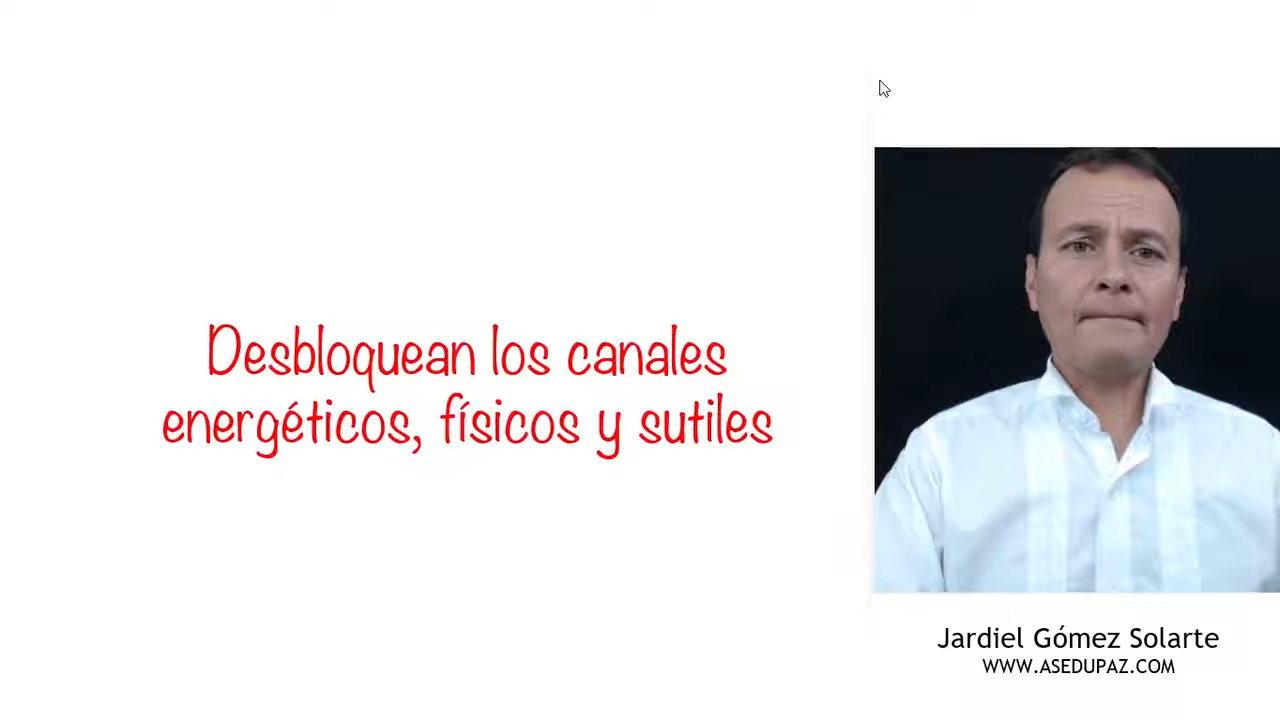 Desbloquean los canales
energéticos, físicos y sutiles
Jardiel Gómez Solarte
WWW.ASEDUPAZ.COM